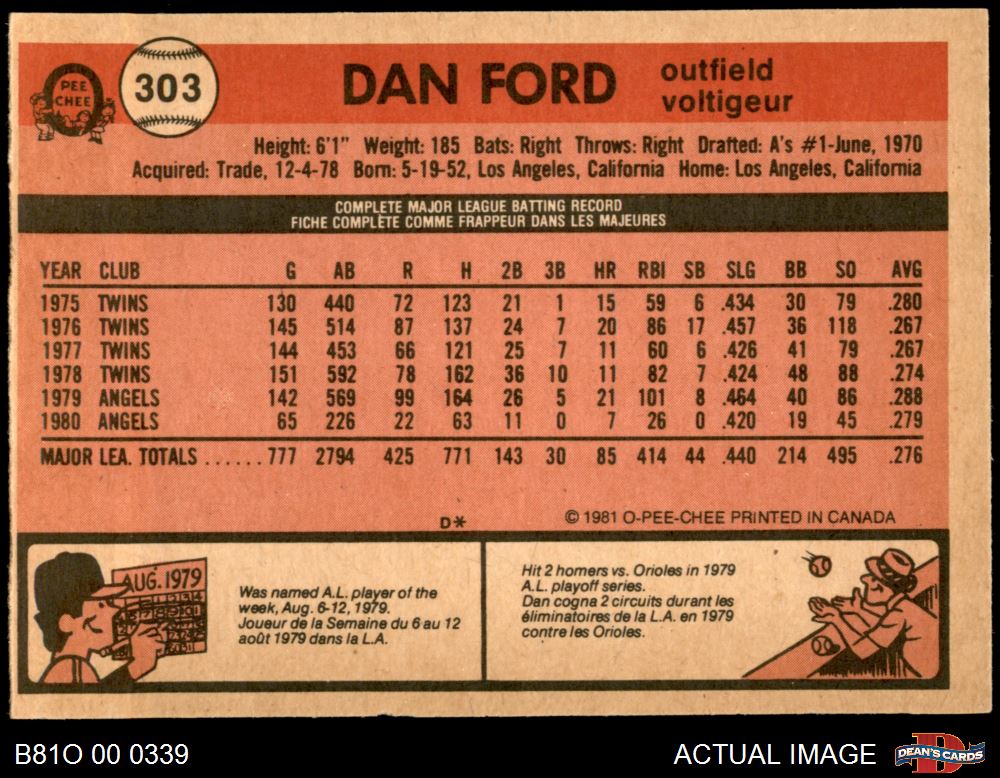 PEE
CHEE
303
DAN FORD
outfield
voltigeur
Height: 6'1" Weight: 185 Bats: Right Throws: Right Drafted: A's #1-June, 1970
Acquired: Trade, 12-4-78 Born: 5-19-52, Los Angeles, California Home: Los Angeles, California
COMPLETE MAJOR LEAGUE BATTING RECORD
FICHE COMPLÈTE COMME FRAPPEUR DANS LES MAJEURES
YEAR CLUB G AB R H 2B 3B HR RBI SB SLG BB SO AVG
1975 TWINS 130 440 72 123 21 1 15 59 6 .434 30 79 .280
1976 TWINS 145 514 87 137 24 7 20 86 17 .457 36 118 .267
1977 TWINS 144 453 66 121 25 7 11 60 6 .426 41 79 .267
1978 TWINS 151 592 78 162 36 10 11 82 7 .424 48 88 .274
1979 ANGELS 142 569 99 164 26 5 21 101 8 .464 40 86 .288
1980 ANGELS 65 226 22 63 11 0 7 26 0 .420 19 45 .279
MAJOR LEA. TOTALS ...... 777 2794 425 771 143 30 85 414 44 .440 214 495 .276
D*
© 1981 O-PEE-CHEE PRINTED IN CANADA
AUG. 1979
Was named A.L. player of the
week, Aug. 6-12, 1979.
Joueur de la Semaine du 6 au 12
août 1979 dans la L.A.
Hit 2 homers vs. Orioles in 1979
A.L. playoff series.
Dan cogna 2 circuits durant les
éliminatoires de la L.A. en 1979
contre les Orioles.
B81O 00 0339
ACTUAL IMAGE
DEAN'S CARDS